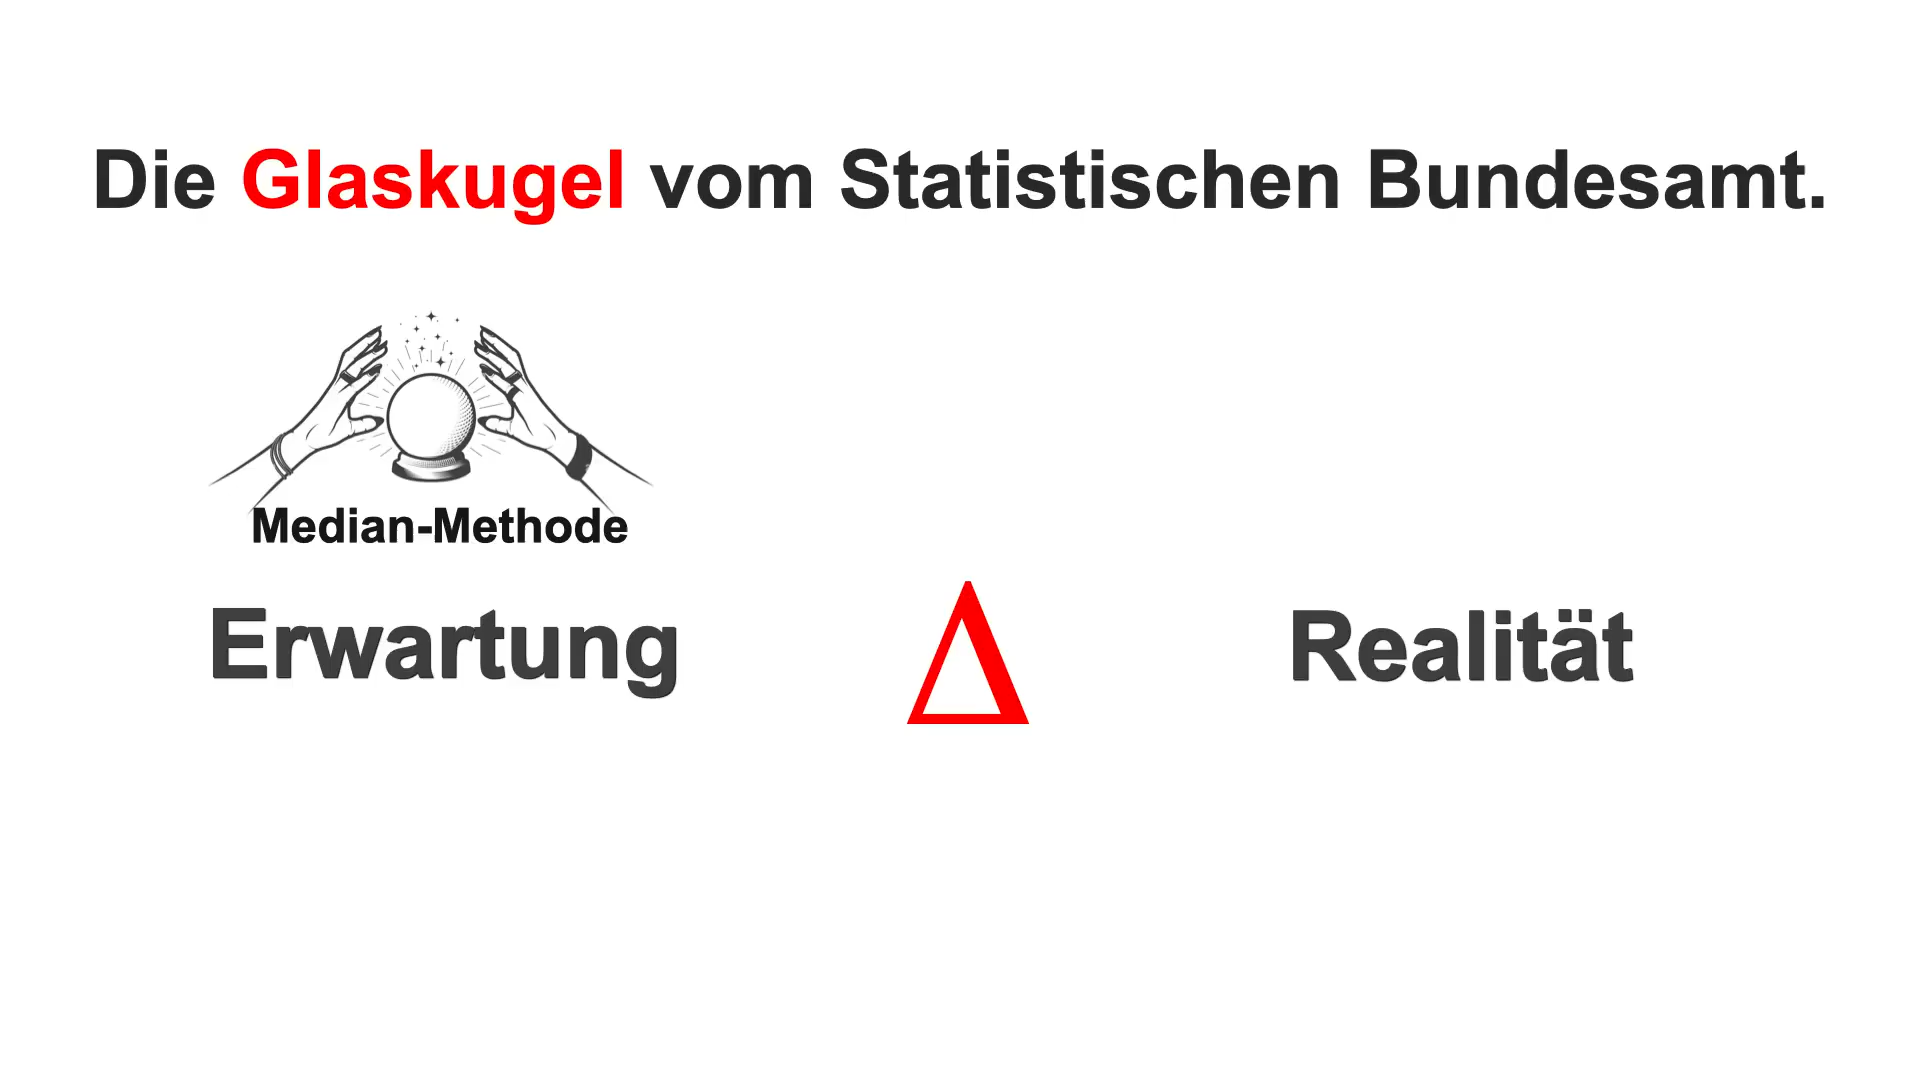 Die Glaskugel vom Statistischen Bundesamt.
Median-Methode
Erwartung Δ Realität